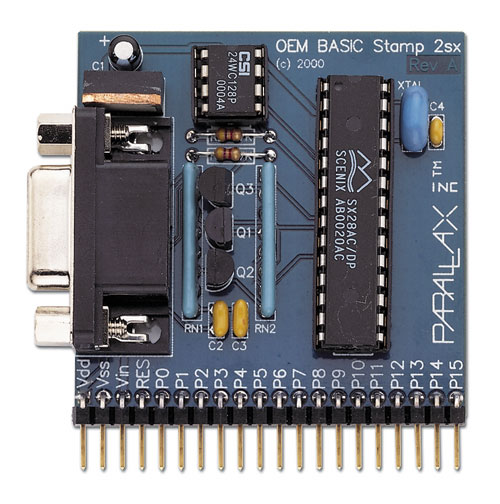 +
C1
CSI
24WC128P
0004A
OEM BASIC Stamp 2sx
(c) 2000
Rev A
XTAL
C4
SCENIX
SX28AC/DP
AB0020AC
PARALLAX INC™
Q3
Q1
Q2
RN1
C2
C3
RN2
Vdd
Vss
Vin
RES
P0
P1
P2
P3
P4
P5
P6
P7
P8
P9
P10
P11
P12
P13
P14
P15